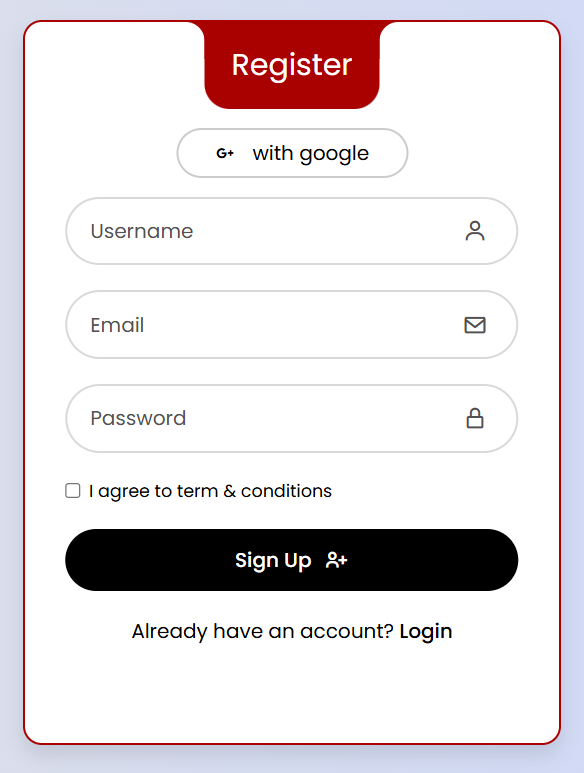 Register
G+ with google
Username
Email
Password
I agree to term & conditions
Sign Up
Already have an account? Login